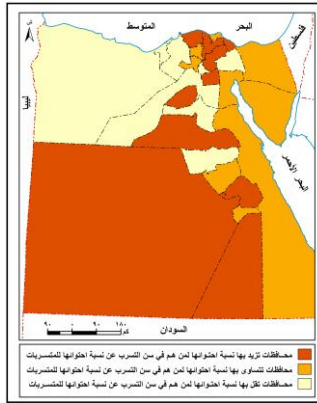 البحر
المتوسط
فلسطين
ليبيا
البحر الأحمر
السودان
٩٠ ٠ ٩٠ ١٨٠
كم
محافظات تزيد بها نسبة احتوائها لمن هم في سن التسرب عن نسبة احتوائها للمتسربات
محافظات تتساوى بها نسبة احتوائها لمن هم في سن التسرب عن نسبة احتوائها للمتسربات
محافظات تقل بها نسبة احتوائها لمن هم في سن التسرب عن نسبة احتوائها للمتسربات